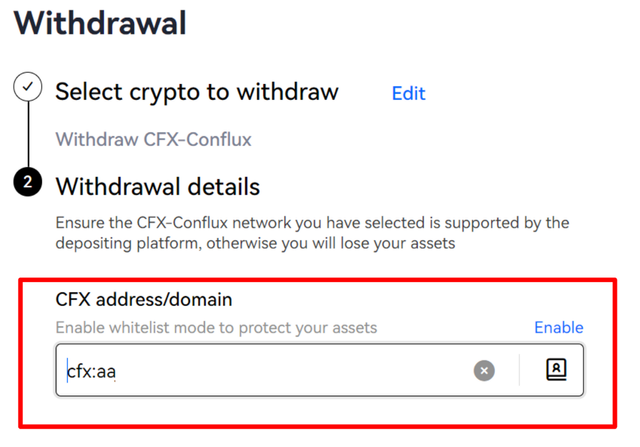 Withdrawal
Select crypto to withdraw Edit
Withdraw CFX-Conflux
2 Withdrawal details
Ensure the CFX-Conflux network you have selected is supported by the
depositing platform, otherwise you will lose your assets
CFX address/domain
Enable whitelist mode to protect your assets Enable
cfx:aa